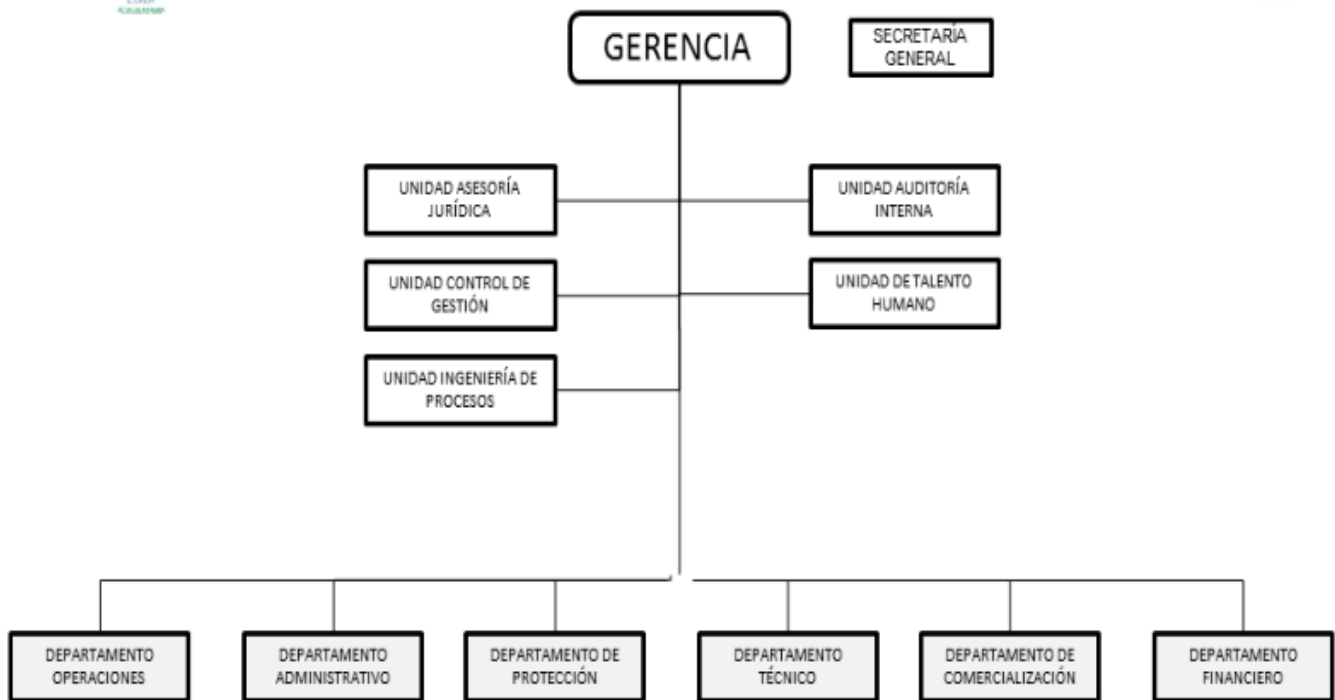 GERENCIA
SECRETARÍA
GENERAL
UNIDAD ASESORÍA
JURÍDICA
UNIDAD AUDITORÍA
INTERNA
UNIDAD CONTROL DE
GESTIÓN
UNIDAD DE TALENTO
HUMANO
UNIDAD INGENIERÍA DE
PROCESOS
DEPARTAMENTO
OPERACIONES
DEPARTAMENTO
ADMINISTRATIVO
DEPARTAMENTO DE
PROTECCIÓN
DEPARTAMENTO
TÉCNICO
DEPARTAMENTO DE
COMERCIALIZACIÓN
DEPARTAMENTO
FINANCIERO